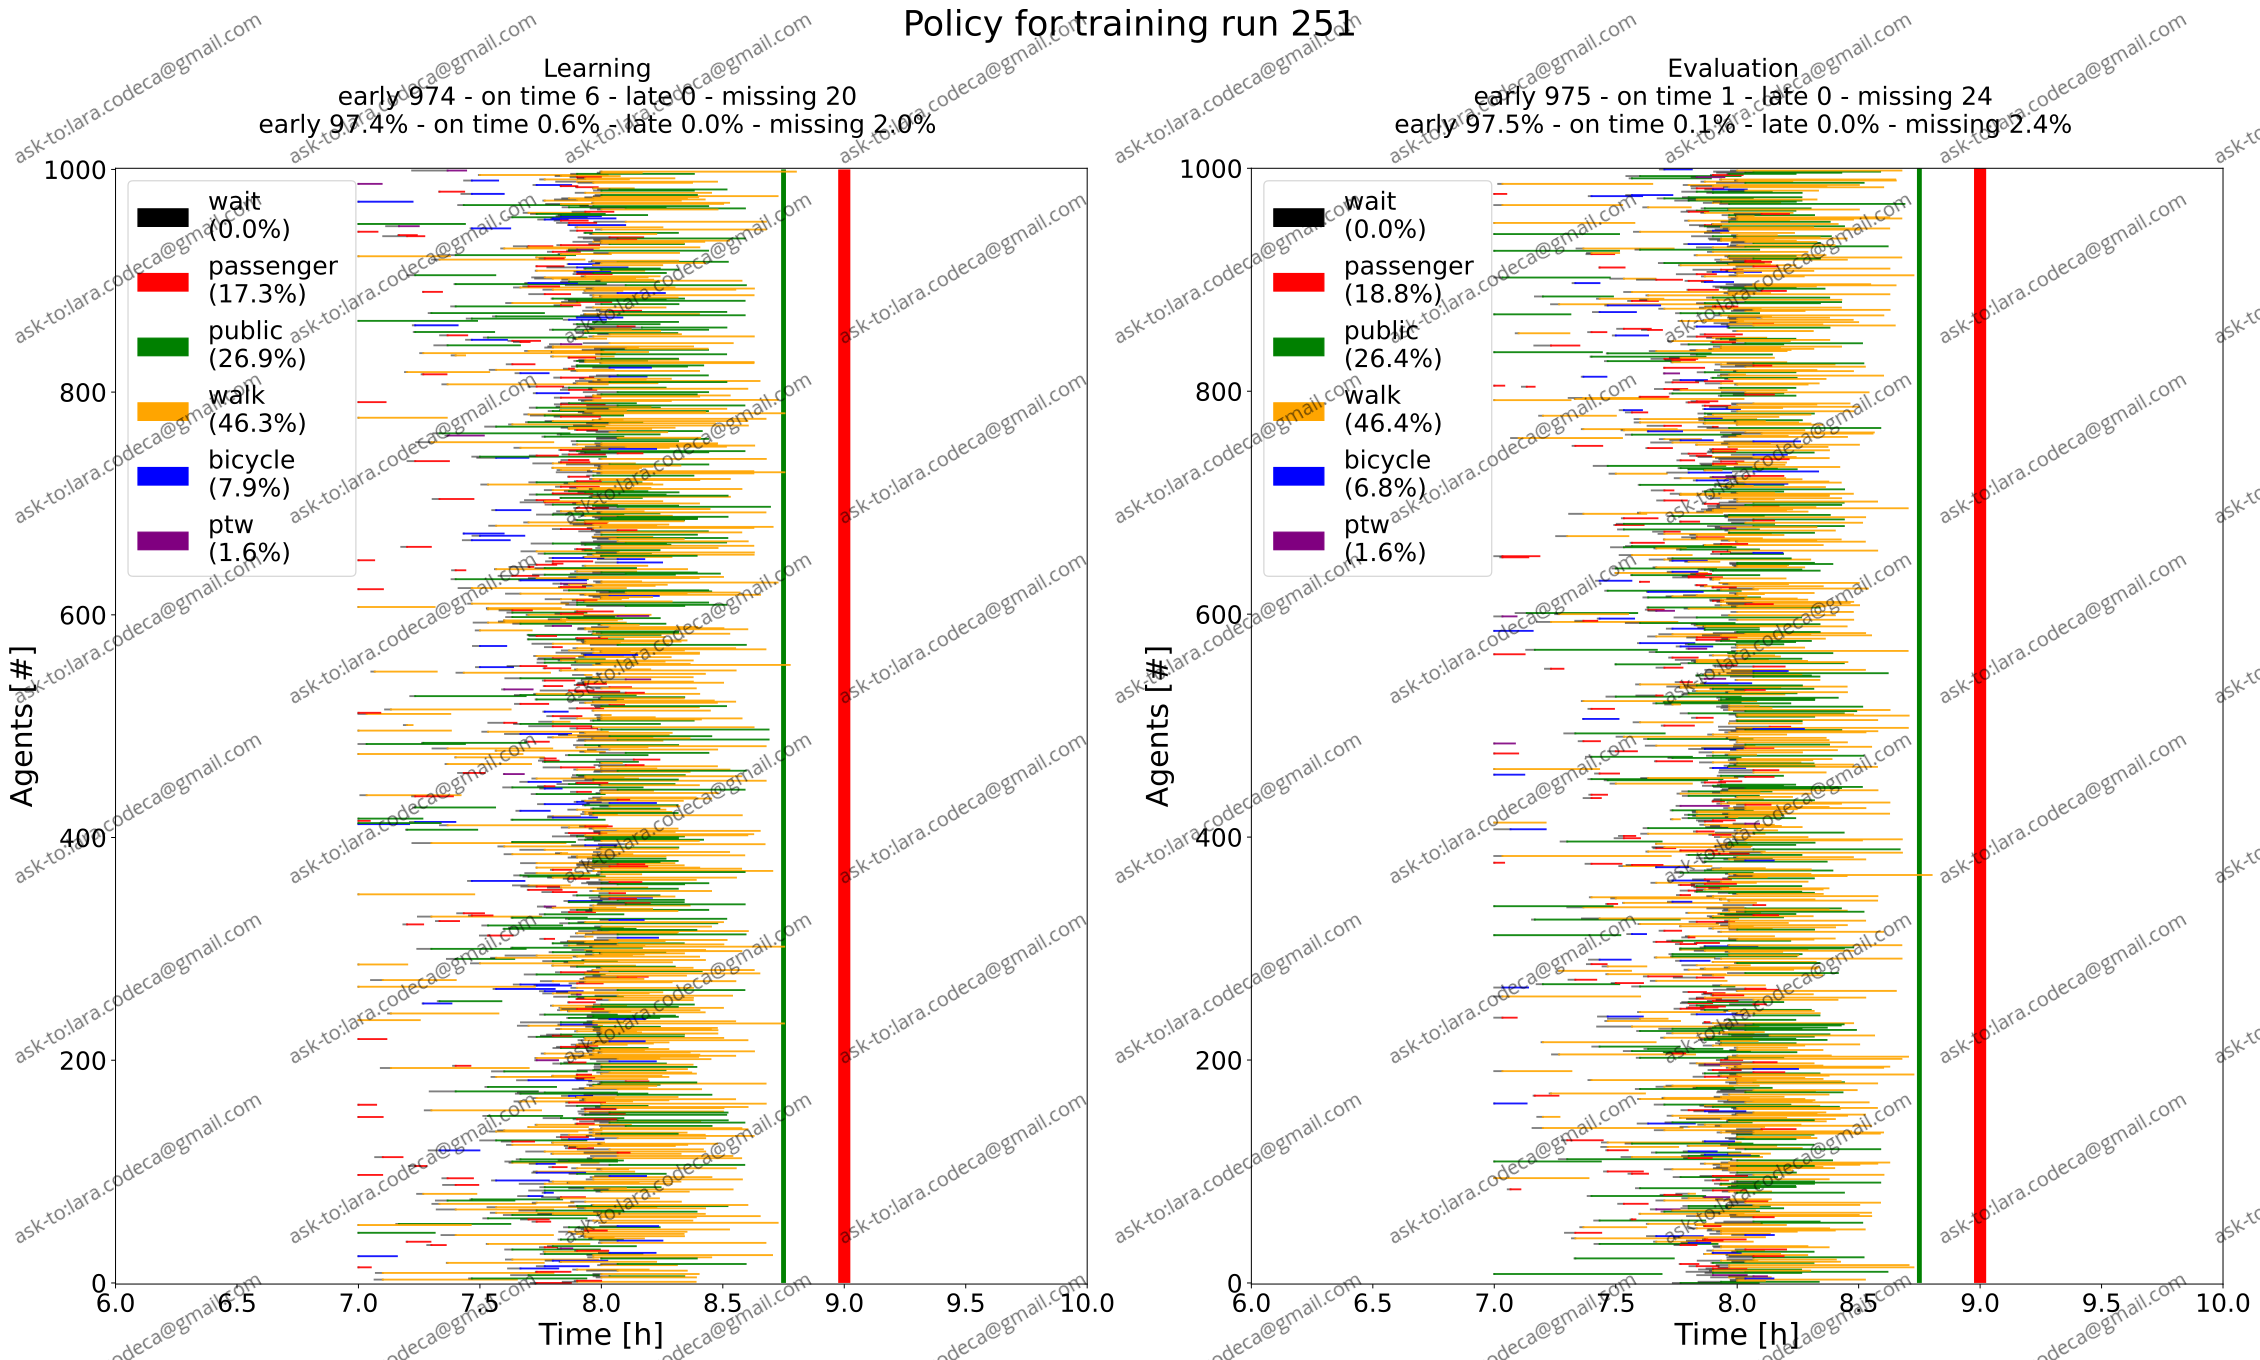 Policy for training run 251
Learning
early 974 - on time 6 - late 0 - missing 20
early 97.4% - on time 0.6% - late 0.0% - missing 2.0%
1000
800
600
400
200
0
Agents [#]
wait
(0.0%)
passenger
(17.3%)
public
(26.9%)
walk
(46.3%)
bicycle
(7.9%)
ptw
(1.6%)
6.0 6.5 7.0 7.5 8.0 8.5 9.0 9.5 10.0
Time [h]
Evaluation
early 975 - on time 1 - late 0 - missing 24
early 97.5% - on time 0.1% - late 0.0% - missing 2.4%
1000
800
600
400
200
0
Agents [#]
wait
(0.0%)
passenger
(18.8%)
public
(26.4%)
walk
(46.4%)
bicycle
(6.8%)
ptw
(1.6%)
6.0 6.5 7.0 7.5 8.0 8.5 9.0 9.5 10.0
Time [h]
ask-to:lara.codeca@gmail.com